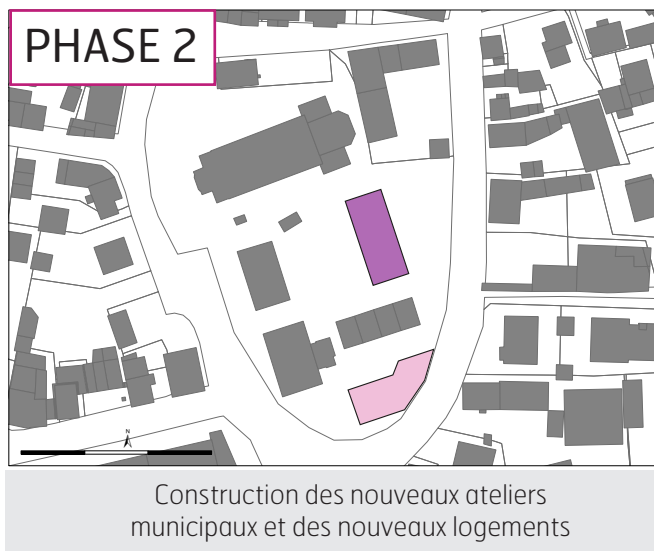 PHASE 2
N
Construction des nouveaux ateliers
municipaux et des nouveaux logements